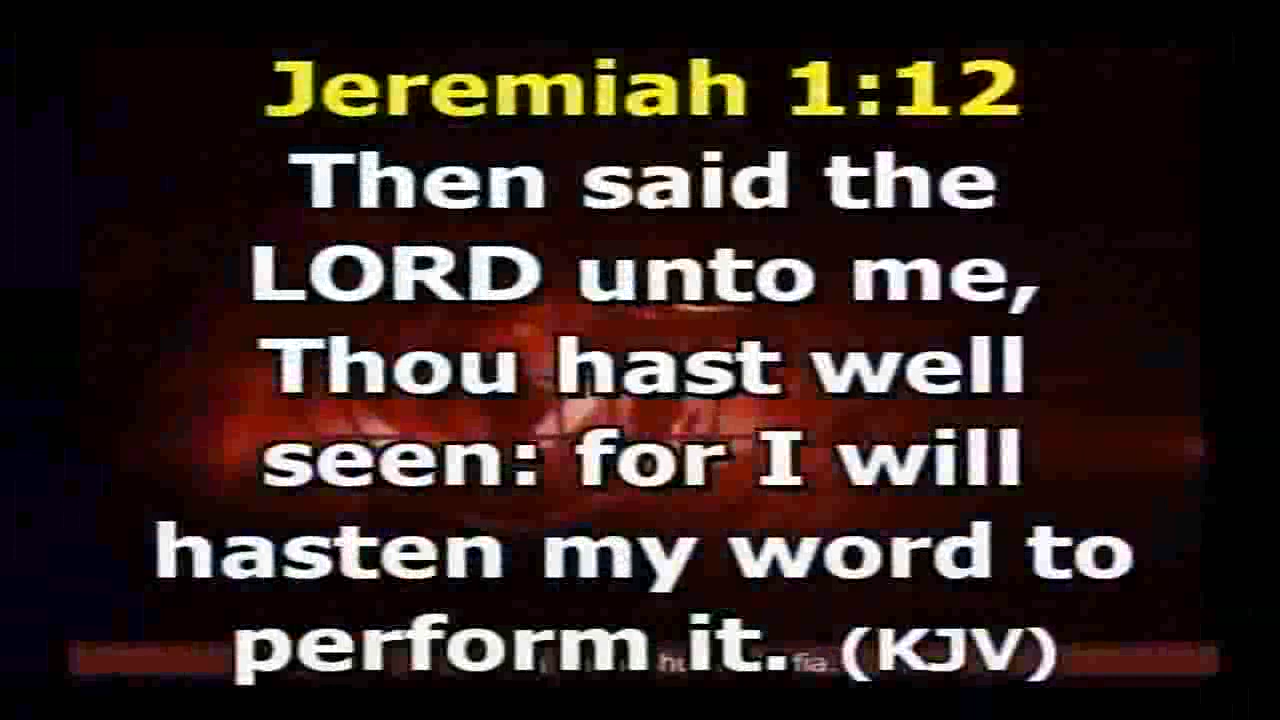 Jeremiah 1:12
Then said the
LORD unto me,
Thou hast well
seen: for I will
hasten my word to
perform it. (KJV)